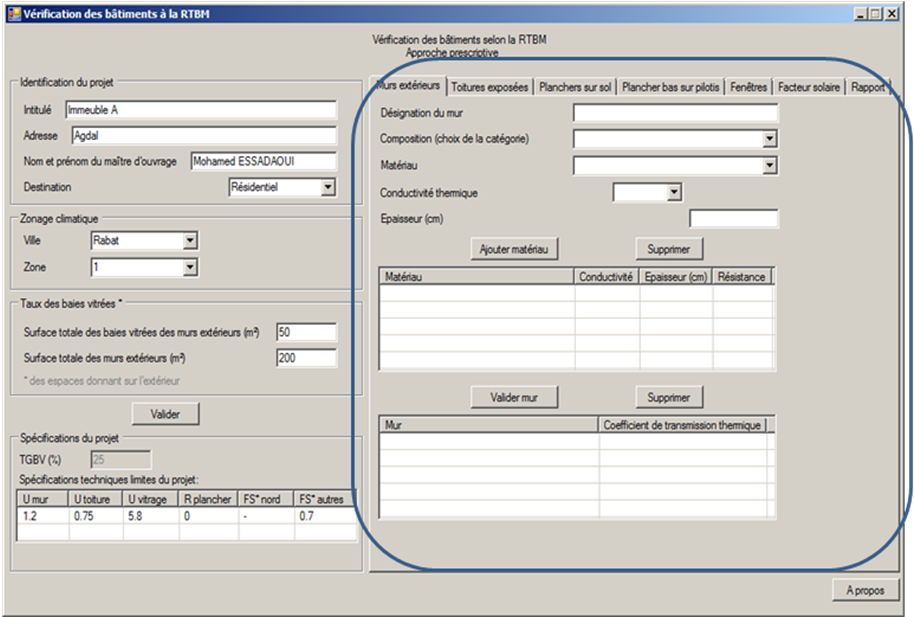 Vérification des bâtiments à la RTBM
Vérification des bâtiments selon la RTBM
Approche prescriptive
Identification du projet
Intitulé Immeuble A
Adresse Agdal
Nom et prénom du maître d'ouvrage Mohamed ESSADAOUI
Destination Résidentiel
Zonage climatique
Ville Rabat
Zone 1
Taux des baies vitrées *
Surface totale des baies vitrées des murs extérieurs (m²) 50
Surface totale des murs extérieurs (m²) 200
* des espaces donnant sur l'extérieur
Valider
Spécifications du projet
TGBV (%) 25
Spécifications techniques limites du projet:
U mur U toiture U vitrage R plancher FS* nord FS* autres
1.2 0.75 5.8 0 - 0.7
Murs extérieurs Toitures exposées Planchers sur sol Plancher bas sur pilotis Fenêtres Facteur solaire Rapport
Désignation du mur
Composition (choix de la catégorie)
Matériau
Conductivité thermique
Epaisseur (cm)
Ajouter matériau Supprimer
Matériau Conductivité Epaisseur (cm) Résistance
Valider mur Supprimer
Mur Coefficient de transmission thermique
A propos